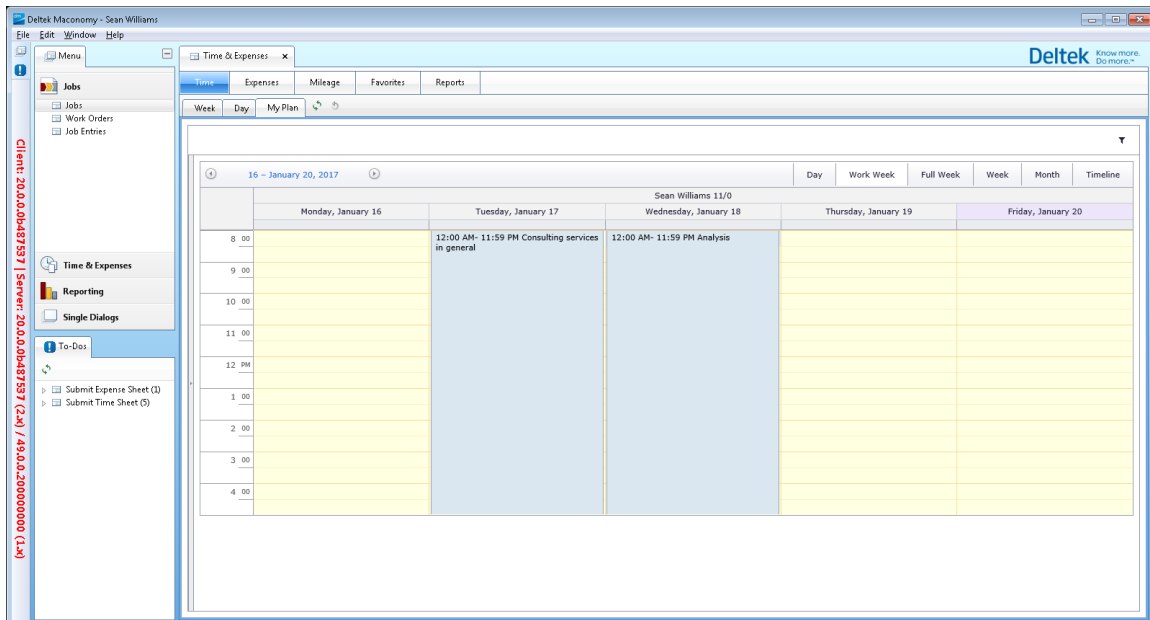 Deltek Maconomy - Sean Williams
File Edit Window Help
Menu
Time & Expenses x
Deltek Know more. Do more.™
Jobs
Jobs
Work Orders
Job Entries
Time & Expenses
Reporting
Single Dialogs
To-Dos
Submit Expense Sheet (1)
Submit Time Sheet (5)
Client: 20.0.0.0b487537 | Server: 20.0.0.0b487537 (2.x) / 49.0.0.200000000 (1.x)
Time Expenses Mileage Favorites Reports
Week Day My Plan
16 – January 20, 2017
Day Work Week Full Week Week Month Timeline
Sean Williams 11/0
Monday, January 16 Tuesday, January 17 Wednesday, January 18 Thursday, January 19 Friday, January 20
8 00
12:00 AM- 11:59 PM Consulting services
in general
12:00 AM- 11:59 PM Analysis
9 00
10 00
11 00
12 PM
1 00
2 00
3 00
4 00